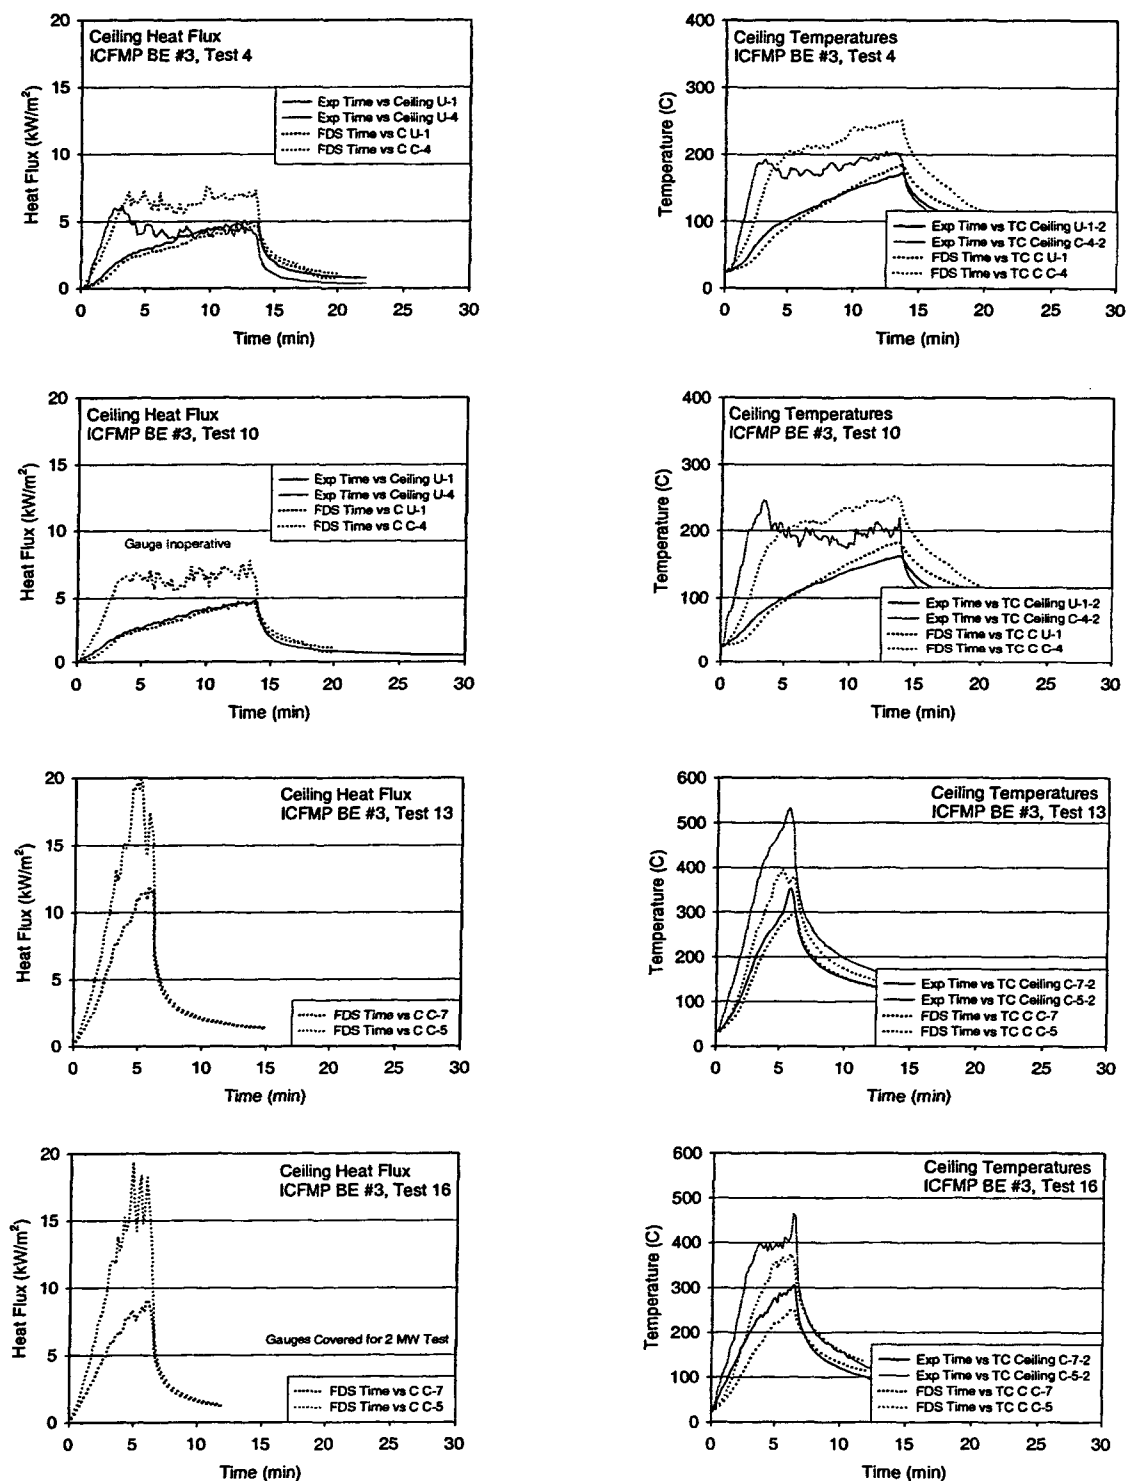 Ceiling Heat Flux
ICFMP BE #3, Test 4
Exp Time vs Ceiling U-1
Exp Time vs Ceiling U-4
FDS Time vs C U-1
FDS Time vs C C-4
Heat Flux (kW/m²)
20
15
10
5
0
0 5 10 15 20 25 30
Time (min)
Ceiling Temperatures
ICFMP BE #3, Test 4
Exp Time vs TC Ceiling U-1-2
Exp Time vs TC Ceiling C-4-2
FDS Time vs TC C U-1
FDS Time vs TC C C-4
Temperature (C)
400
300
200
100
0
0 5 10 15 20 25 30
Time (min)
Ceiling Heat Flux
ICFMP BE #3, Test 10
Exp Time vs Ceiling U-1
Exp Time vs Ceiling U-4
FDS Time vs C U-1
FDS Time vs C C-4
Gauge Inoperative
Heat Flux (kW/m²)
20
15
10
5
0
0 5 10 15 20 25 30
Time (min)
Ceiling Temperatures
ICFMP BE #3, Test 10
Exp Time vs TC Ceiling U-1-2
Exp Time vs TC Ceiling C-4-2
FDS Time vs TC C U-1
FDS Time vs TC C C-4
Temperature (C)
400
300
200
100
0
0 5 10 15 20 25 30
Time (min)
Ceiling Heat Flux
ICFMP BE #3, Test 13
FDS Time vs C C-7
FDS Time vs C C-5
Heat Flux (kW/m²)
20
15
10
5
0
0 5 10 15 20 25 30
Time (min)
Ceiling Temperatures
ICFMP BE #3, Test 13
Exp Time vs TC Ceiling C-7-2
Exp Time vs TC Ceiling C-5-2
FDS Time vs TC C C-7
FDS Time vs TC C C-5
Temperature (C)
600
500
400
300
200
100
0
0 5 10 15 20 25 30
Time (min)
Ceiling Heat Flux
ICFMP BE #3, Test 16
Gauges Covered for 2 MW Test
FDS Time vs C C-7
FDS Time vs C C-5
Heat Flux (kW/m²)
20
15
10
5
0
0 5 10 15 20 25 30
Time (min)
Ceiling Temperatures
ICFMP BE #3, Test 16
Exp Time vs TC Ceiling C-7-2
Exp Time vs TC Ceiling C-5-2
FDS Time vs TC C C-7
FDS Time vs TC C C-5
Temperature (C)
600
500
400
300
200
100
0
0 5 10 15 20 25 30
Time (min)